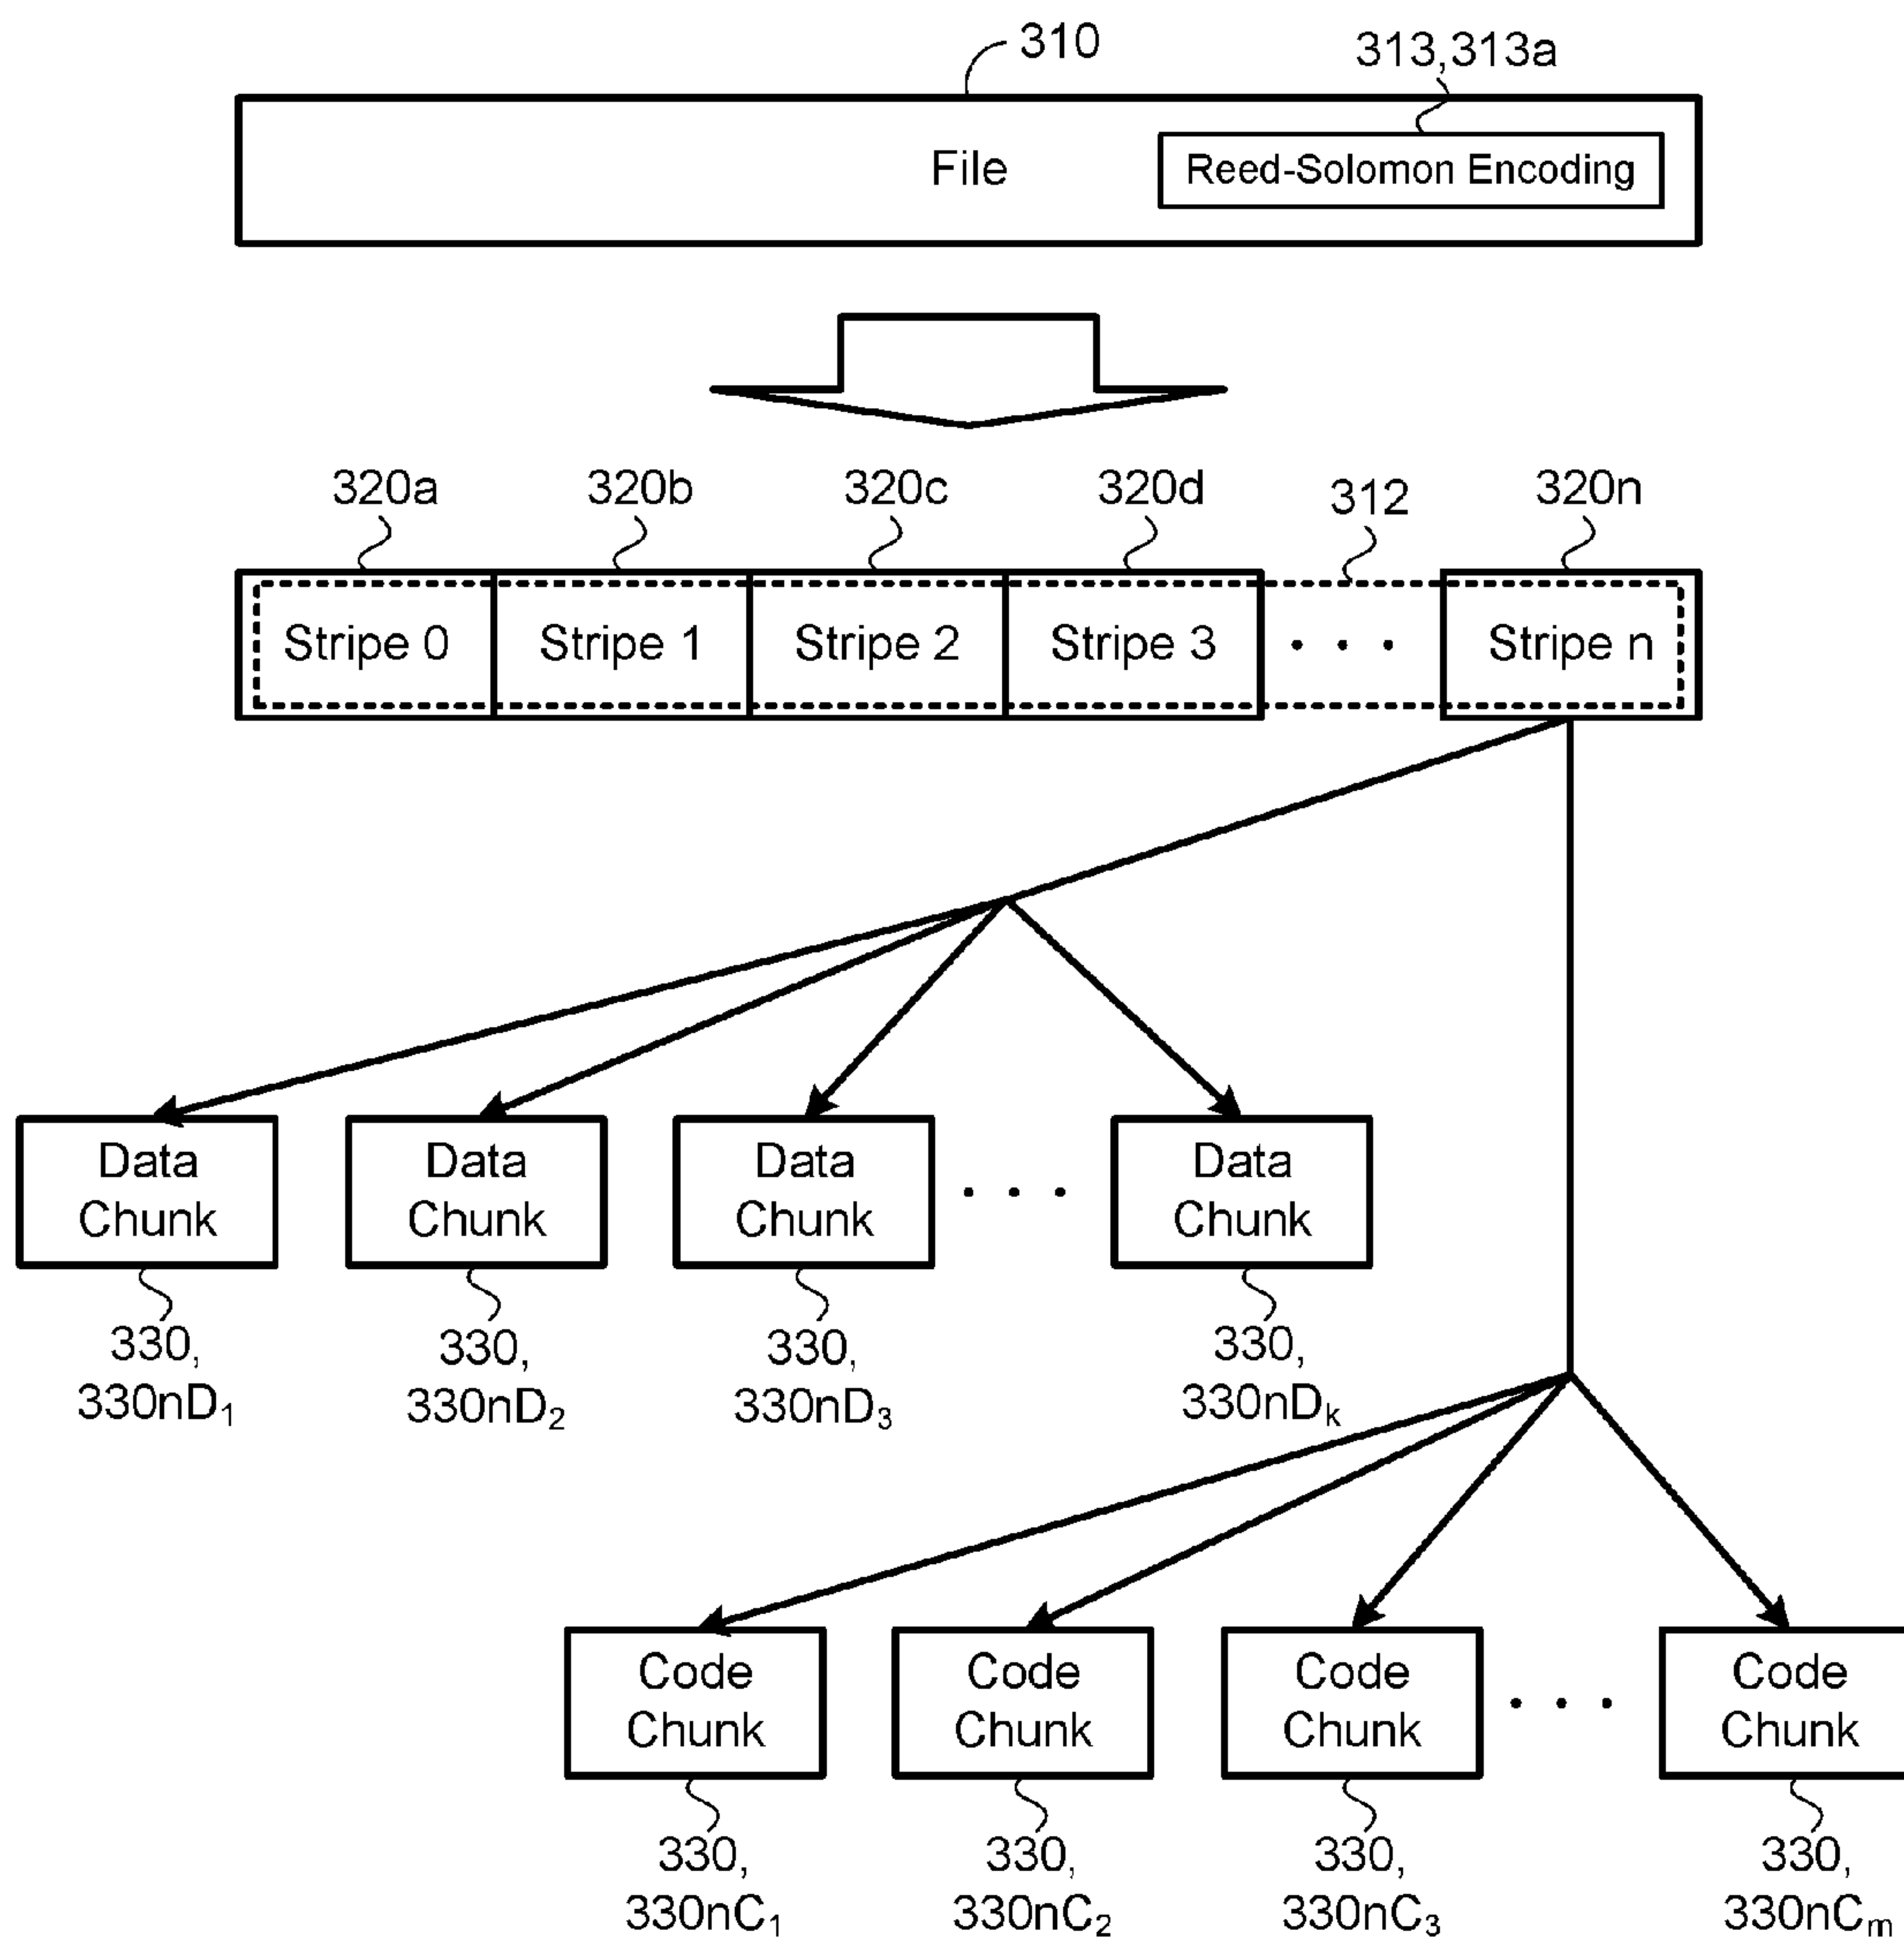 310
313,313a
File
Reed-Solomon Encoding
320a 320b 320c 320d 312 320n
Stripe 0 Stripe 1 Stripe 2 Stripe 3 . . . Stripe n
Data Chunk
Data Chunk
Data Chunk
. . .
Data Chunk
330, 330nD₁
330, 330nD₂
330, 330nD₃
330, 330nDₖ
Code Chunk
Code Chunk
Code Chunk
. . .
Code Chunk
330, 330nC₁
330, 330nC₂
330, 330nC₃
330, 330nCₘ